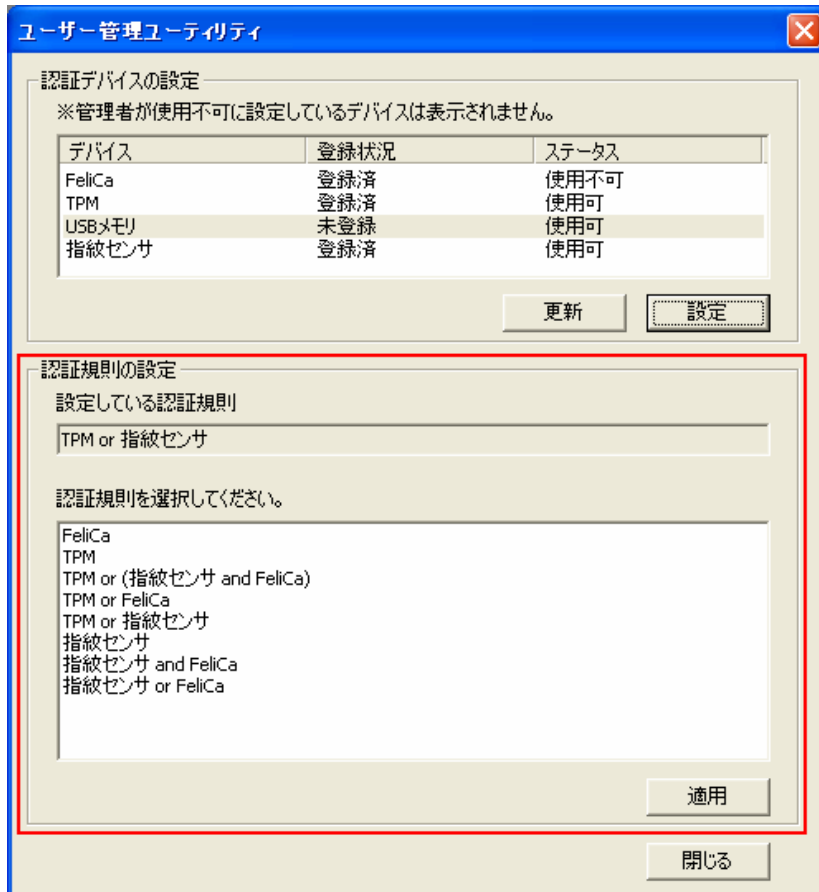 ユーザー管理ユーティリティ
認証デバイスの設定
※管理者が使用不可に設定しているデバイスは表示されません。
デバイス 登録状況 ステータス
FeliCa 登録済 使用不可
TPM 登録済 使用可
USBメモリ 未登録 使用可
指紋センサ 登録済 使用可
更新 設定
認証規則の設定
設定している認証規則
TPM or 指紋センサ
認証規則を選択してください。
FeliCa
TPM
TPM or (指紋センサ and FeliCa)
TPM or FeliCa
TPM or 指紋センサ
指紋センサ
指紋センサ and FeliCa
指紋センサ or FeliCa
適用
閉じる